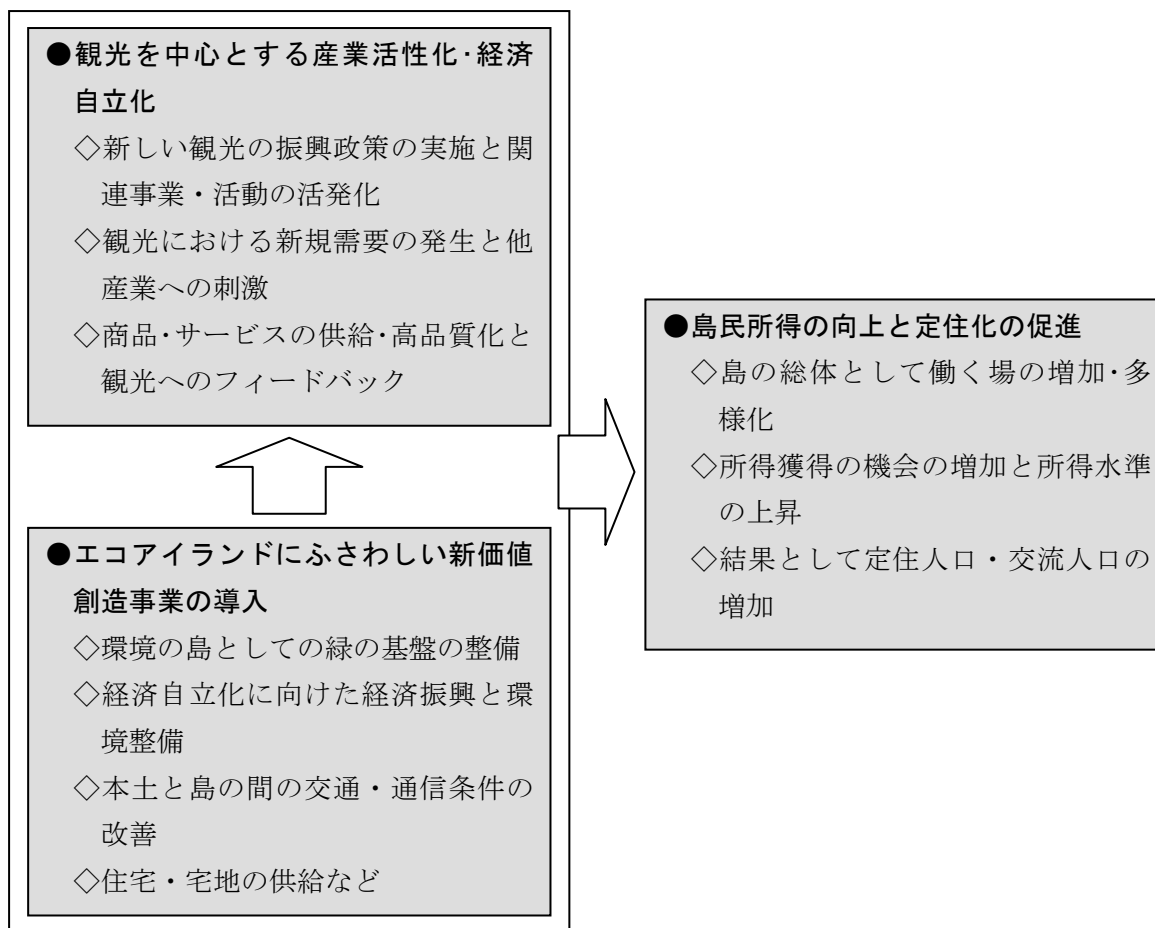 ●観光を中心とする産業活性化・経済
自立化
◇新しい観光の振興政策の実施と関
連事業・活動の活発化
◇観光における新規需要の発生と他
産業への刺激
◇商品・サービスの供給・高品質化と
観光へのフィードバック
●エコアイランドにふさわしい新価値
創造事業の導入
◇環境の島としての緑の基盤の整備
◇経済自立化に向けた経済振興と環
境整備
◇本土と島の間の交通・通信条件の
改善
◇住宅・宅地の供給など
●島民所得の向上と定住化の促進
◇島の総体として働く場の増加・多
様化
◇所得獲得の機会の増加と所得水準
の上昇
◇結果として定住人口・交流人口の
増加